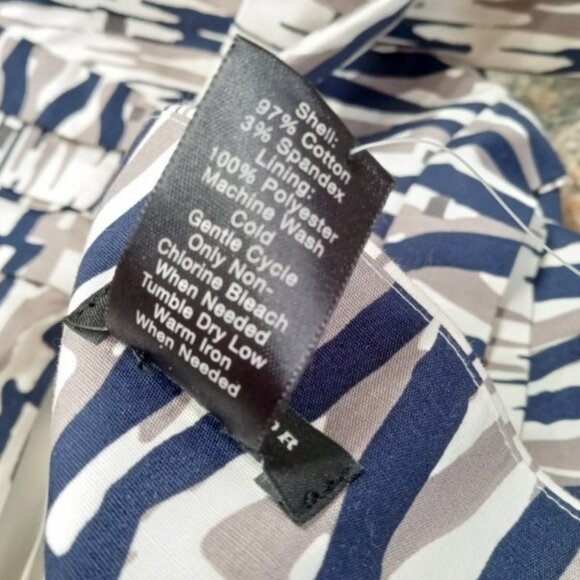 Shell:
97% Cotton
3% Spandex
Lining:
100% Polyester
Machine Wash
Cold
Gentle Cycle
Only Non-
Chlorine Bleach
When Needed
Tumble Dry Low
Warm Iron
When Needed